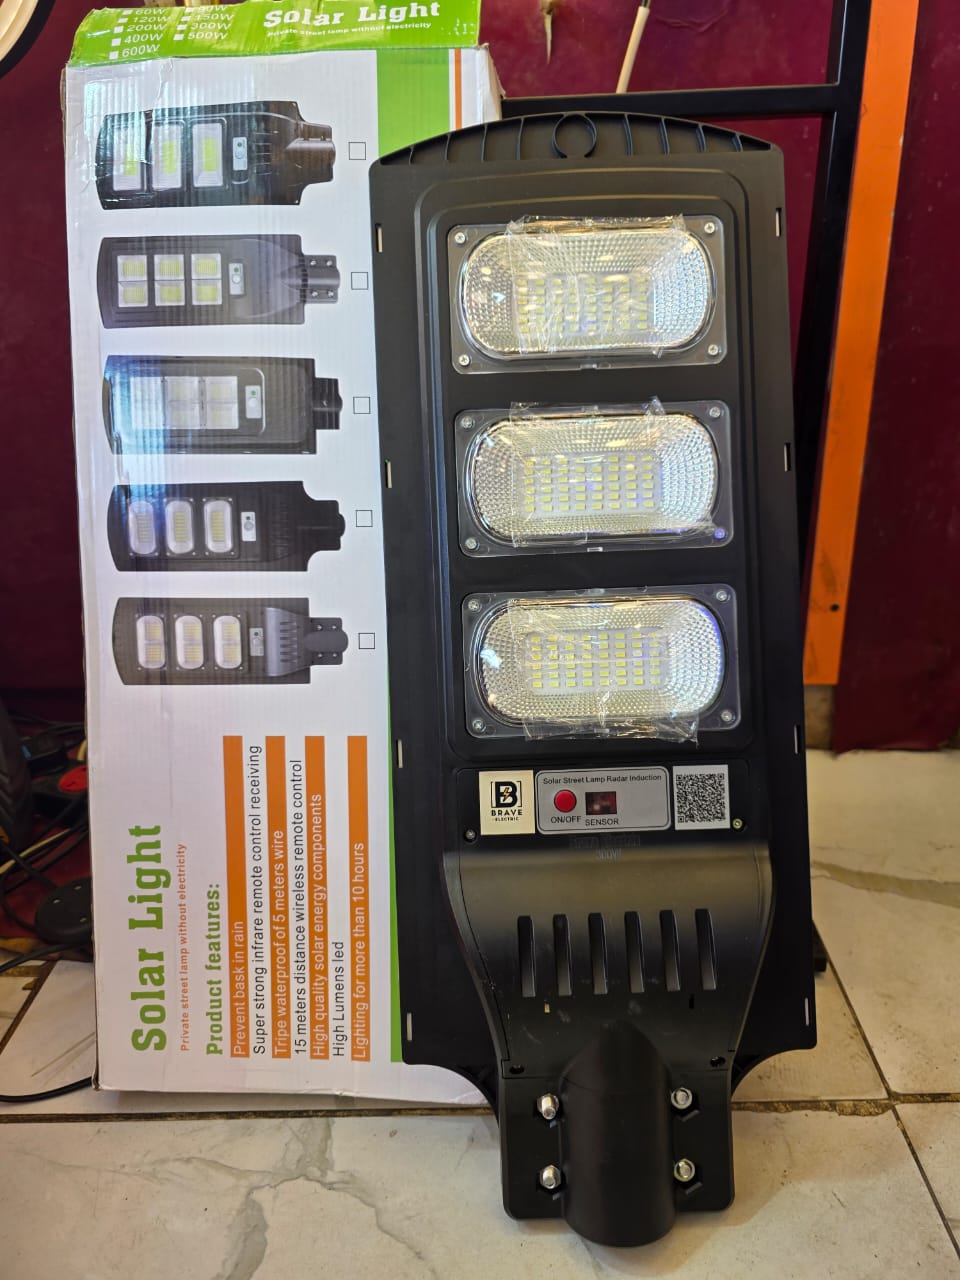 60W
90W
120W
150W
200W
300W
400W
500W
600W
Solar Light
Private street lamp without electricity
Solar Light
Private street lamp without electricity
Product features:
Prevent bask in rain
Super strong infrare remote control receiving
Tripe waterproof of 5 meters wire
15 meters distance wireless remote control
High quality solar energy components
High Lumens led
Lighting for more than 10 hours
B
BRAVE
ELECTRIC
Solar Street Lamp Radar Induction
ON/OFF
SENSOR
300W